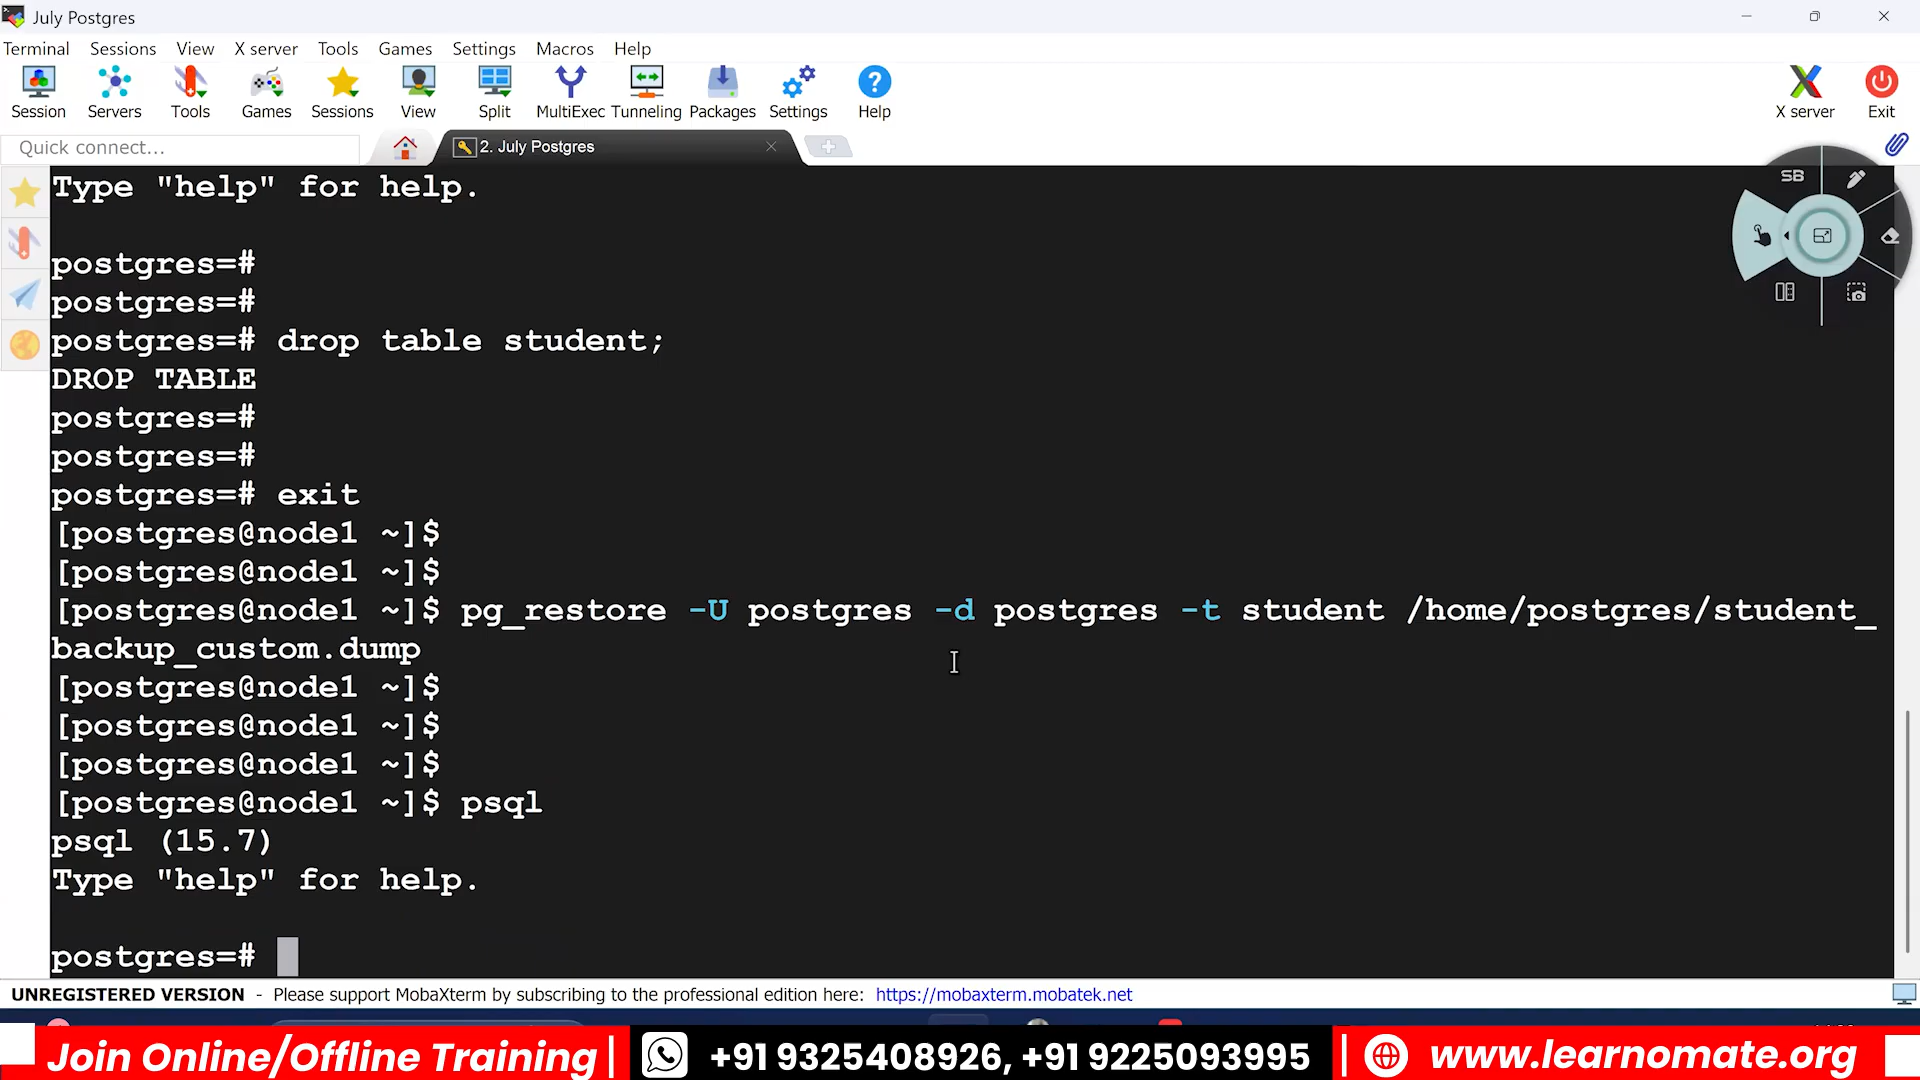 July Postgres
Terminal Sessions View X server Tools Games Settings Macros Help
Session Servers Tools Games Sessions View Split MultiExec Tunneling Packages Settings Help X server Exit
Quick connect... 2. July Postgres
SB
Type "help" for help.
postgres=#
postgres=#
postgres=# drop table student;
DROP TABLE
postgres=#
postgres=#
postgres=# exit
[postgres@node1 ~]$
[postgres@node1 ~]$
[postgres@node1 ~]$ pg_restore -U postgres -d postgres -t student /home/postgres/student_
backup_custom.dump
[postgres@node1 ~]$
[postgres@node1 ~]$
[postgres@node1 ~]$
[postgres@node1 ~]$ psql
psql (15.7)
Type "help" for help.
postgres=#
UNREGISTERED VERSION - Please support MobaXterm by subscribing to the professional edition here: https://mobaxterm.mobatek.net
Join Online/Offline Training| +91 9325408926, +91 9225093995 | www.learnomate.org